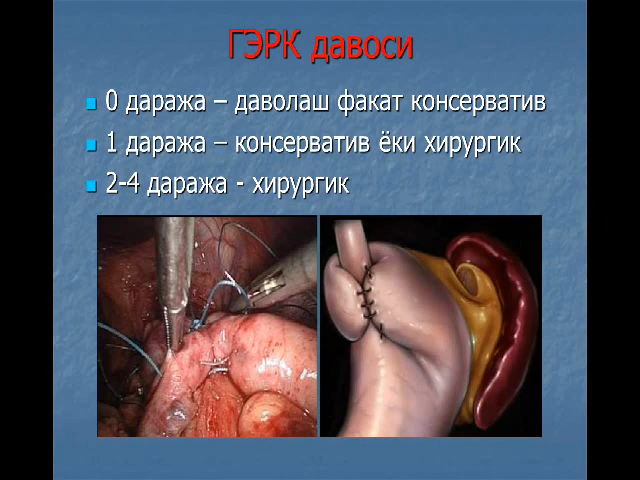 ГЭРК давоси
0 даража – даволаш факат консерватив
1 даража – консерватив ёки хирургик
2-4 даража - хирургик